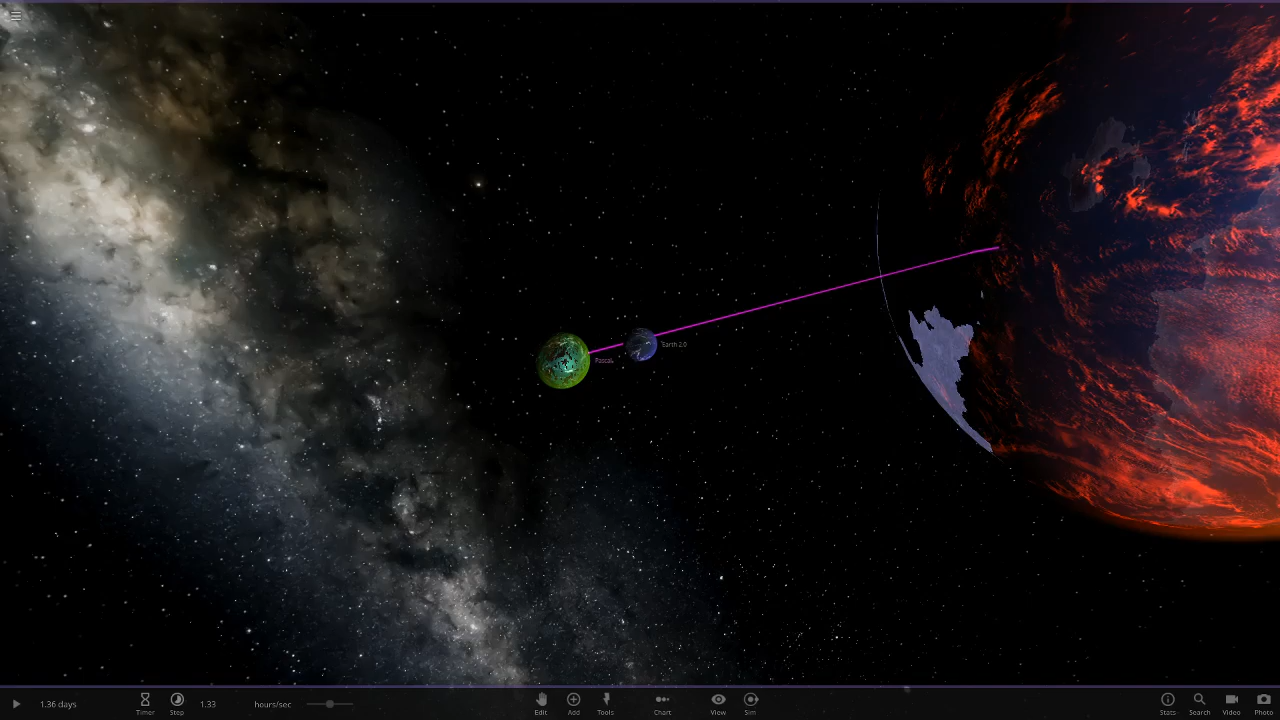 Earth 2.0
Pascal
1.36 days
Timer
Step
1.33
hours/sec
Edit
Add
Tools
Chart
View
Sim
Stats
Search
Video
Photo